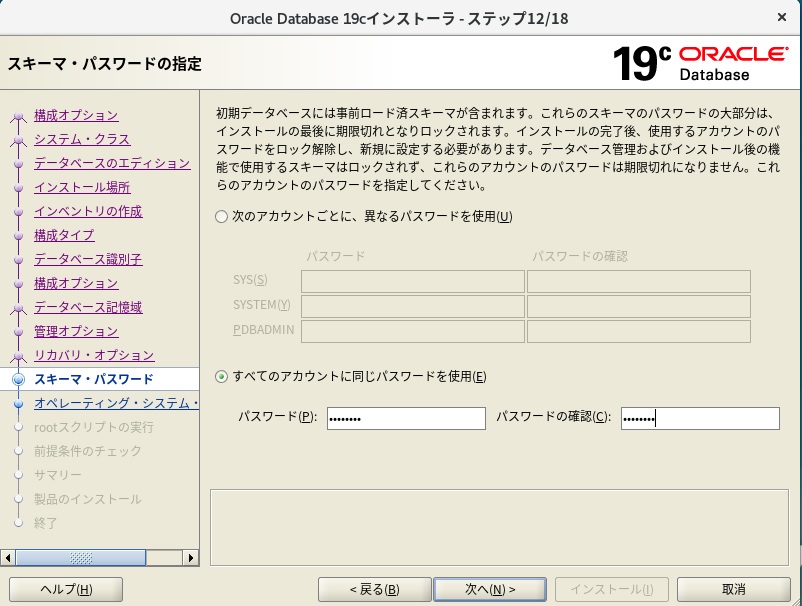 Oracle Database 19cインストーラ - ステップ12/18
スキーマ・パスワードの指定
19c ORACLE
Database
構成オプション
システム・クラス
データベースのエディション
インストール場所
インベントリの作成
構成タイプ
データベース識別子
構成オプション
データベース記憶域
管理オプション
リカバリ・オプション
スキーマ・パスワード
オペレーティング・システム・
rootスクリプトの実行
前提条件のチェック
サマリー
製品のインストール
終了
初期データベースには事前ロード済スキーマが含まれます。これらのスキーマのパスワードの大部分は、
インストールの最後に期限切れとなりロックされます。インストールの完了後、使用するアカウントのパ
スワードをロック解除し、新規に設定する必要があります。データベース管理およびインストール後の機
能で使用するスキーマはロックされず、これらのアカウントのパスワードは期限切れになりません。これ
らのアカウントのパスワードを指定してください。
次のアカウントごとに、異なるパスワードを使用(U)
パスワード パスワードの確認
SYS(S)
SYSTEM(Y)
PDBADMIN
すべてのアカウントに同じパスワードを使用(E)
パスワード(P): •••••••• パスワードの確認(C): ••••••••
ヘルプ(H) < 戻る(B) 次へ(N) > インストール(I) 取消